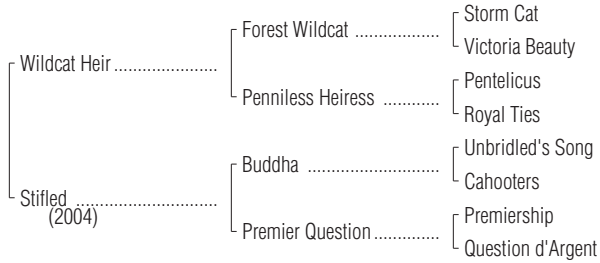 Storm Cat
Forest Wildcat ..................
Victoria Beauty
Wildcat Heir ......................
Pentelicus
Penniless Heiress ............
Royal Ties
Unbridled's Song
Buddha ............................
Cahooters
Stifled ..............................
(2004)
Premiership
Premier Question ..............
Question d'Argent